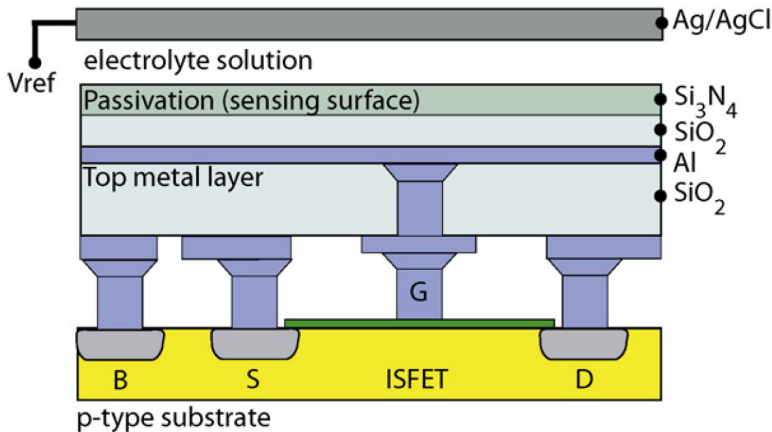 Ag/AgCl
electrolyte solution
Vref
Passivation (sensing surface)
Si₃N₄
SiO₂
Al
Top metal layer
SiO₂
G
B
S
ISFET
D
p-type substrate